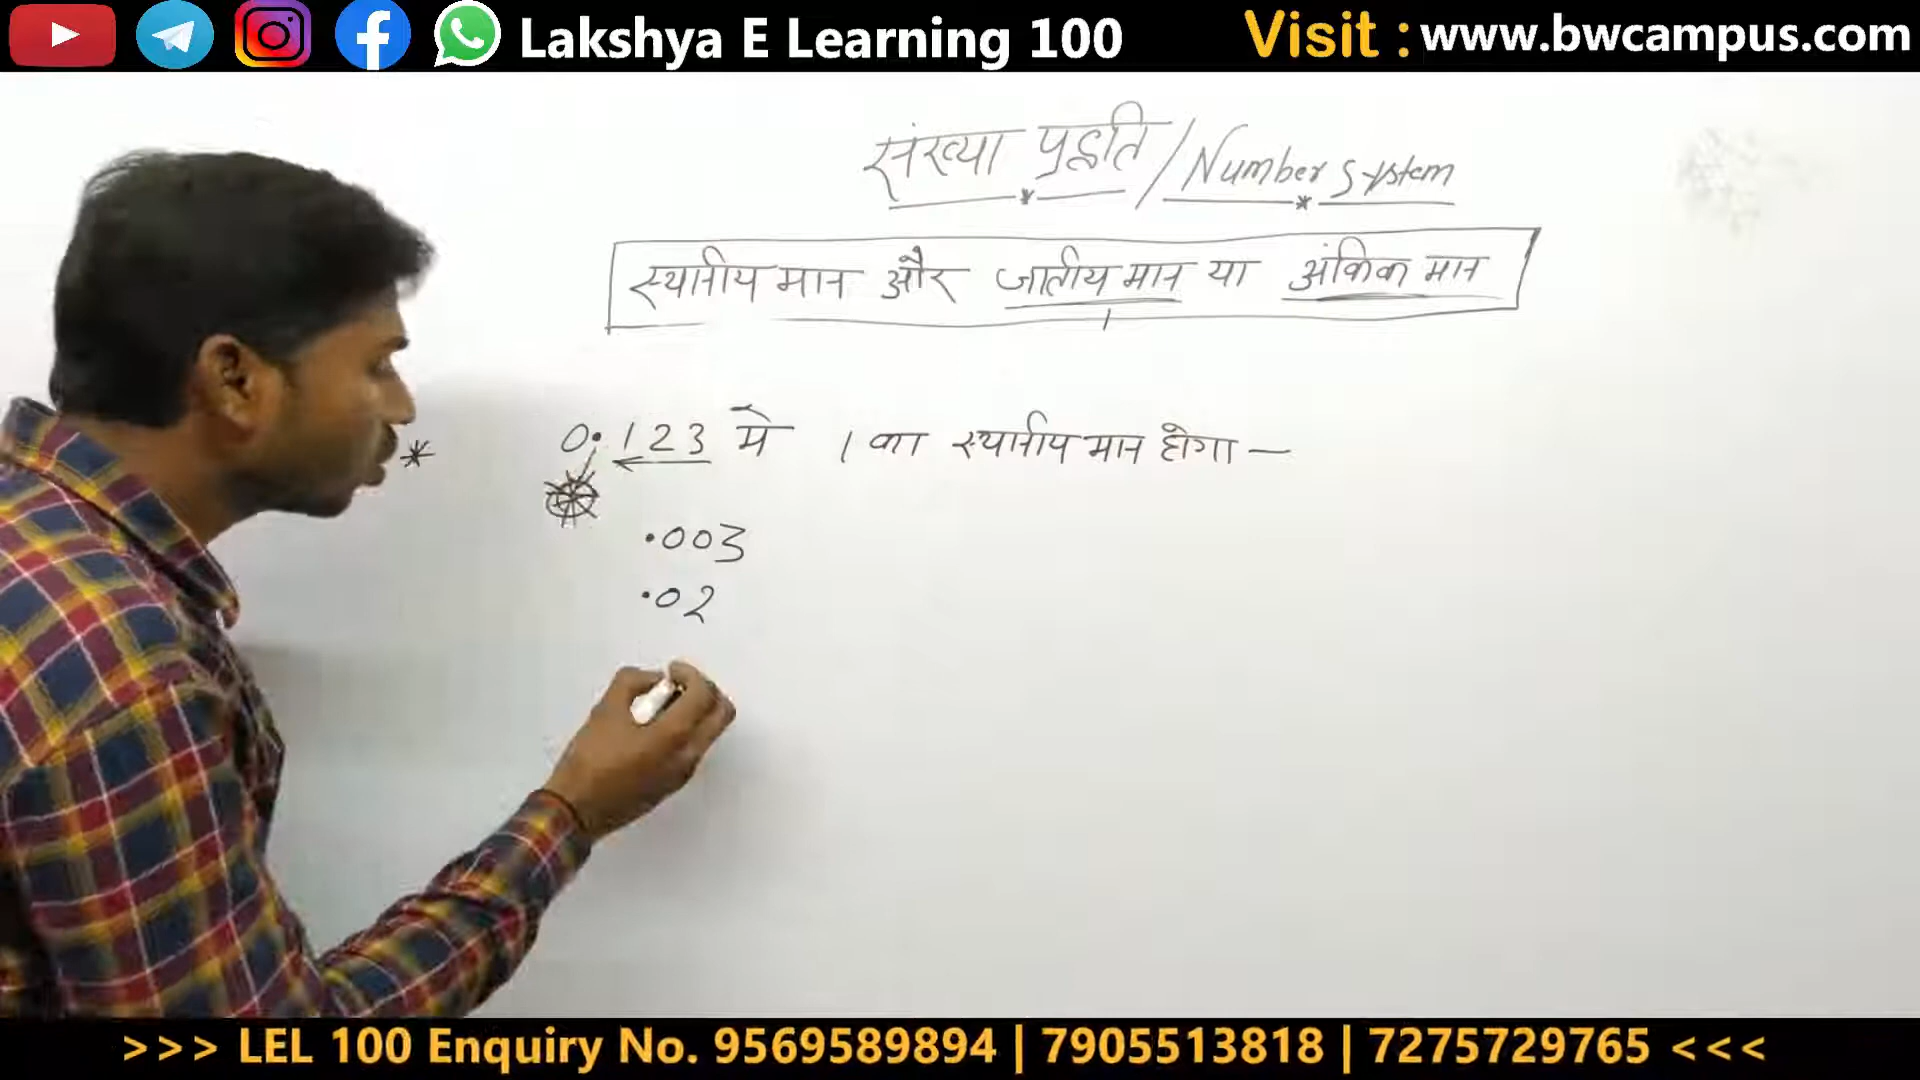 Lakshya E Learning 100 Visit : www.bwcampus.com
संख्या पद्धति / Number System
स्थानीय मान और जातीय मान या अंकिक मान
* 0.123 मे 1 का स्थानीय मान होगा —
.003
.02
>>> LEL 100 Enquiry No. 9569589894 | 7905513818 | 7275729765 <<<